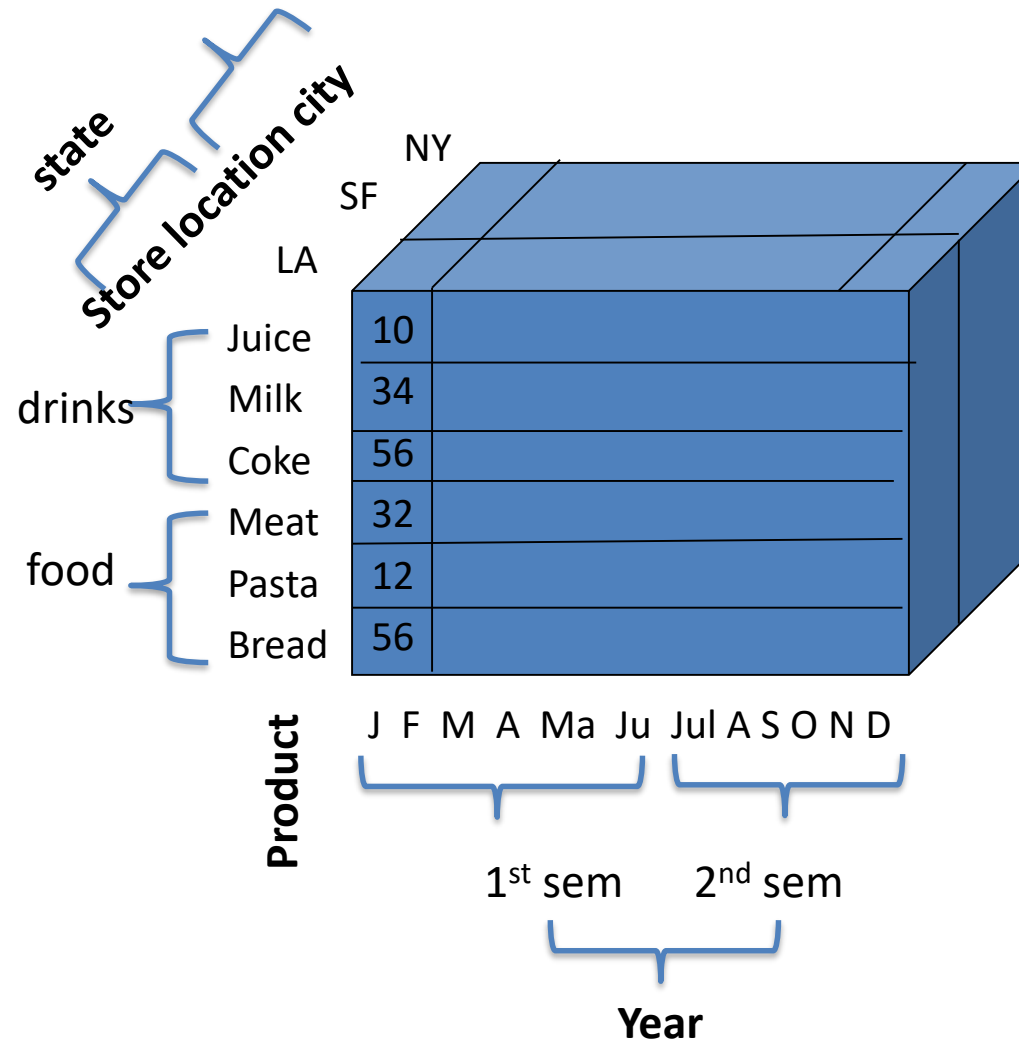 state
Store location city
NY
SF
LA
Juice 10
drinks Milk 34
Coke 56
Meat 32
food Pasta 12
Bread 56
Product
J F M A Ma Ju Jul A S O N D
1st sem 2nd sem
Year